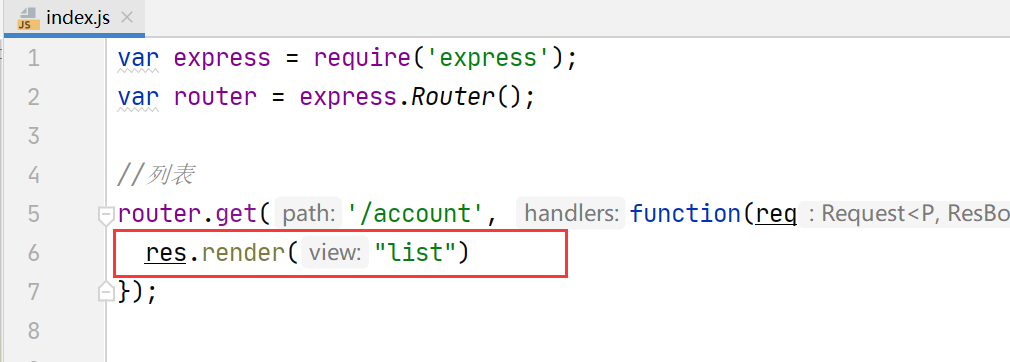 index.js
1 var express = require('express');
2 var router = express.Router();
3
4 //列表
5 router.get( path: '/account', handlers: function(req : Request<P, ResBo
6 res.render( view: "list")
7 });
8